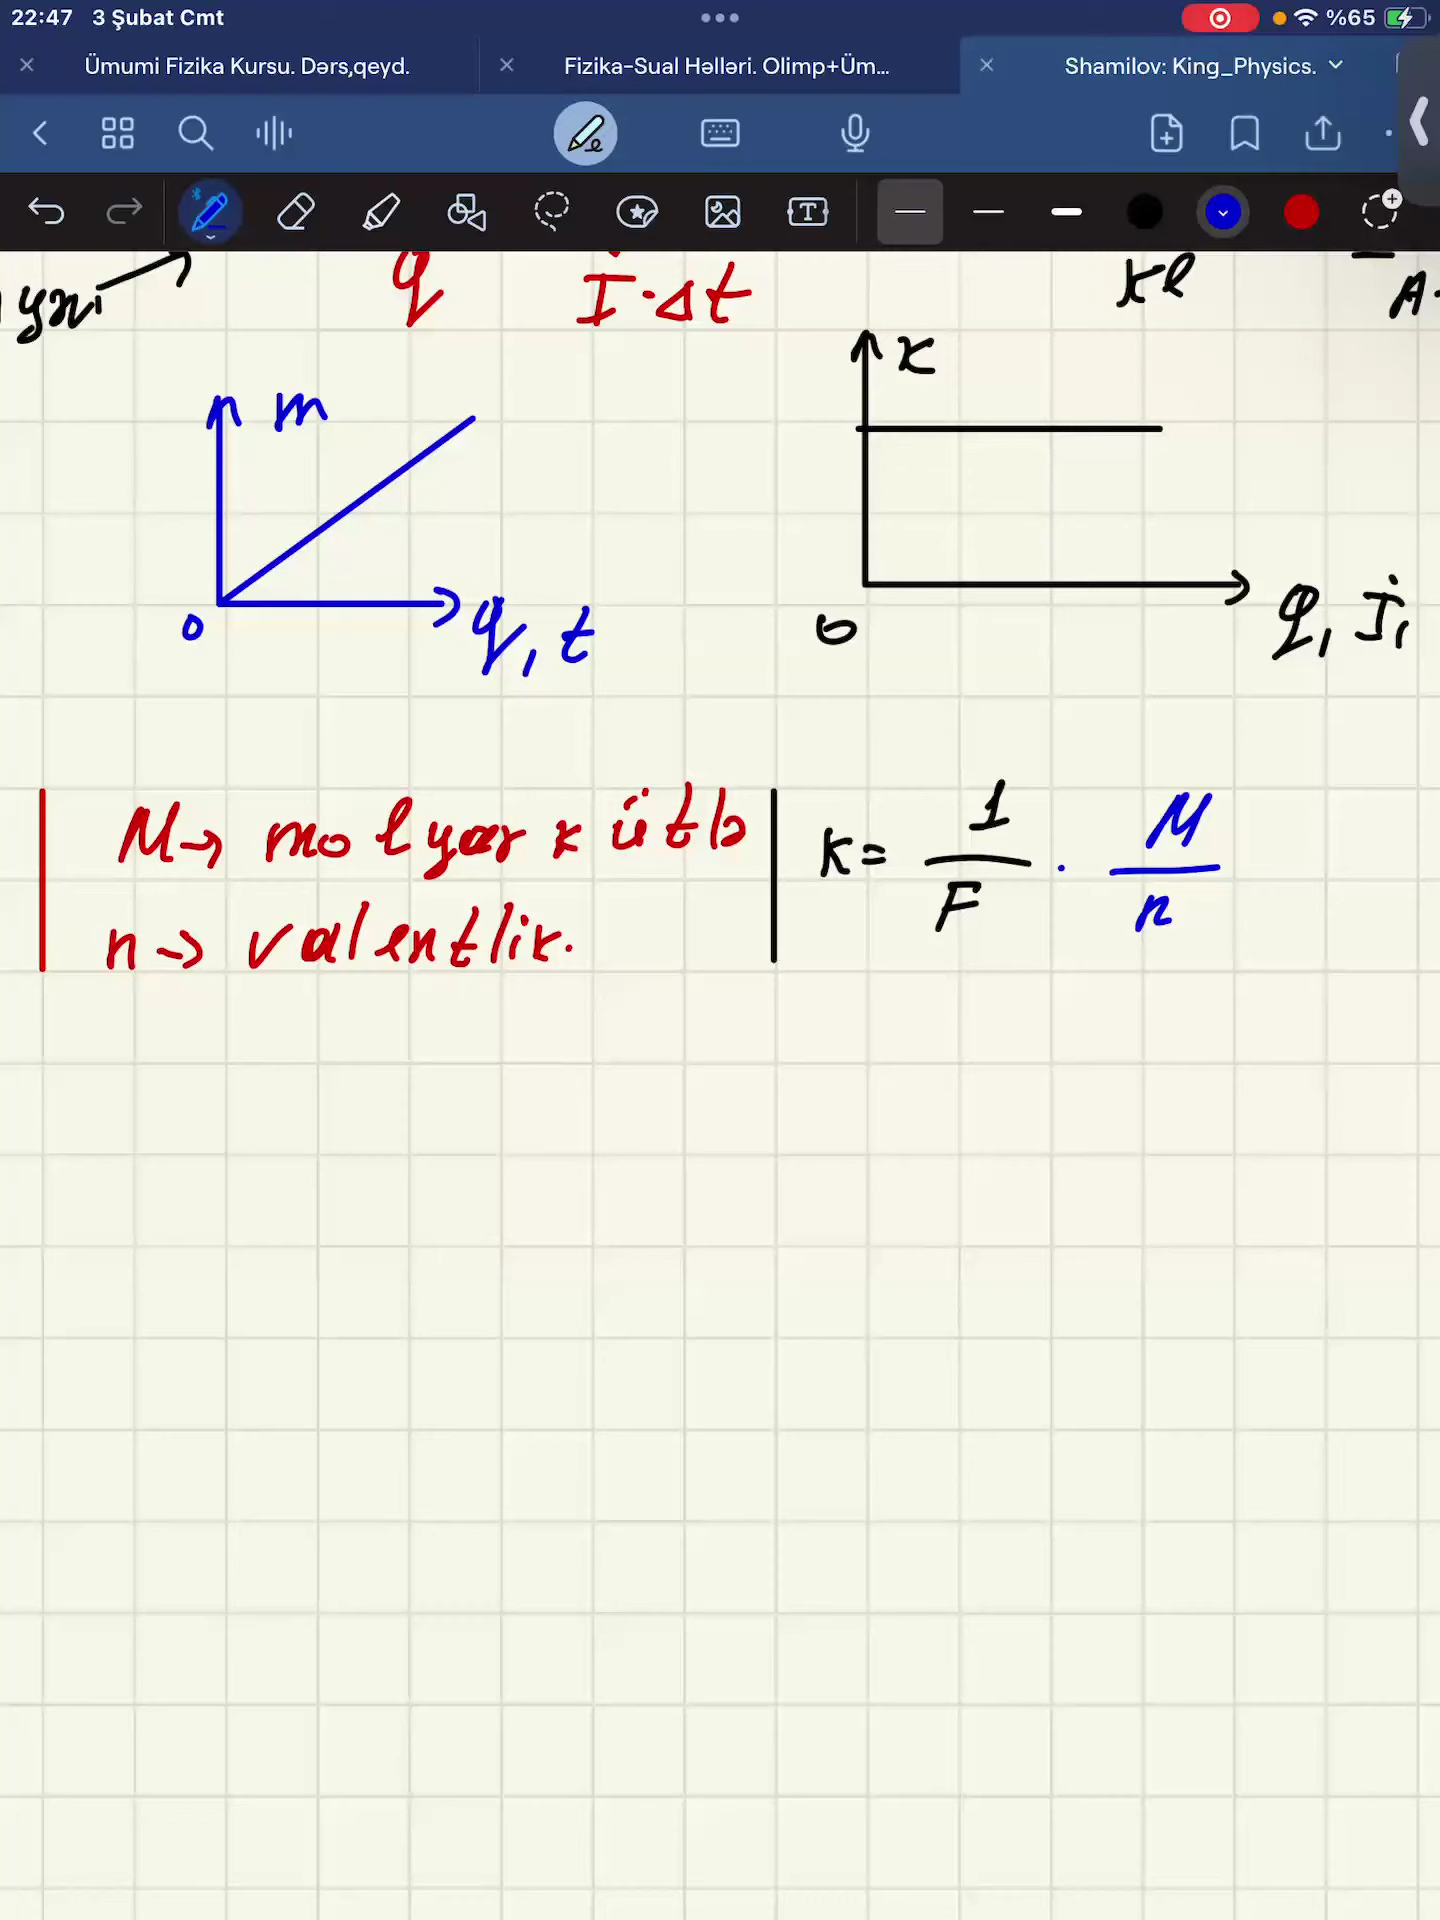 22:47 3 Şubat Cmt %65
Ümumi Fizika Kursu. Dərs,qeyd. Fizika-Sual Həlləri. Olimp+Üm... Shamilov: King_Physics.
q I·Δt kl A·
m K
0 q, t 0 q, I,
M→ molyar kütlə K= 1/F · M/n
n→ valentlik.